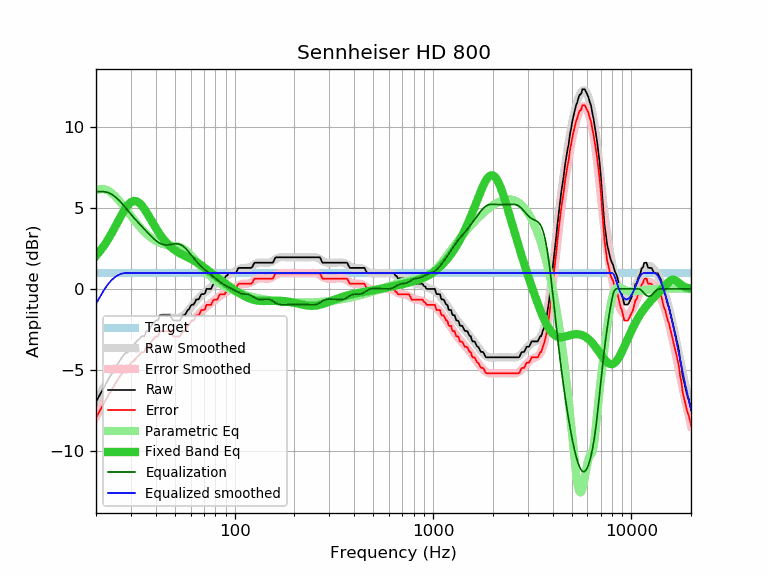 Sennheiser HD 800
Amplitude (dBr)
10
5
0
−5
−10
Target
Raw Smoothed
Error Smoothed
Raw
Error
Parametric Eq
Fixed Band Eq
Equalization
Equalized smoothed
100 1000 10000
Frequency (Hz)